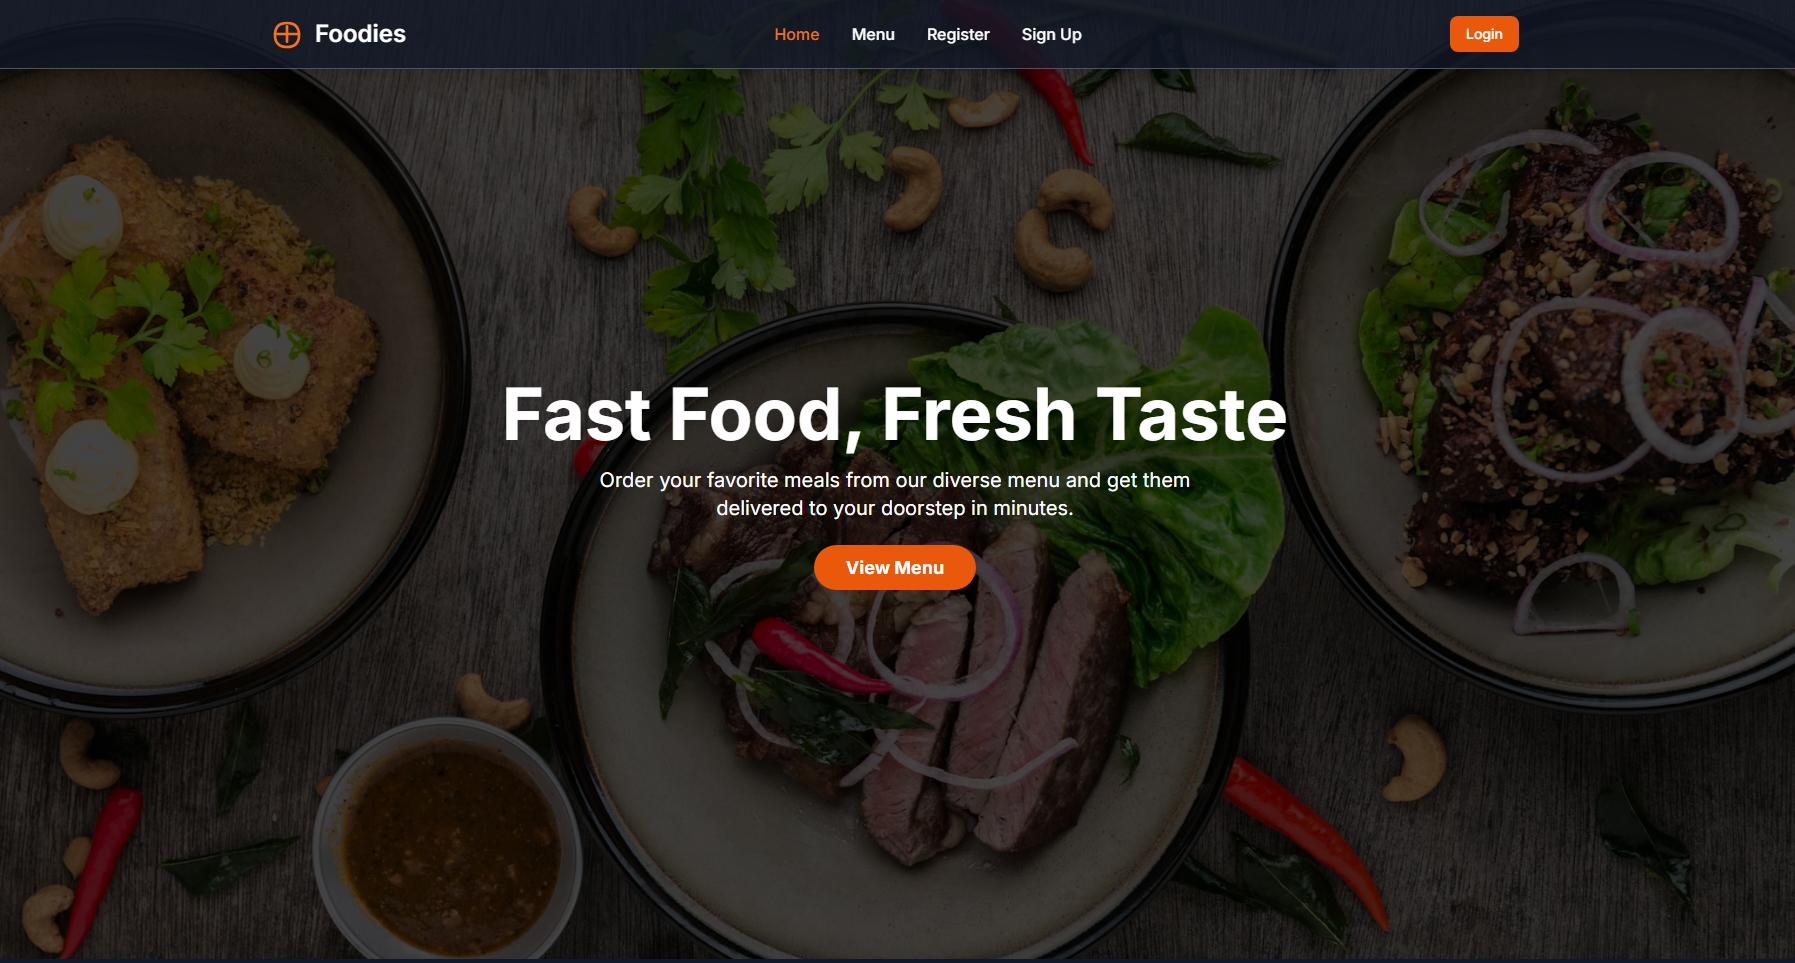 Foodies
Home Menu Register Sign Up
Login
Fast Food, Fresh Taste
Order your favorite meals from our diverse menu and get them
delivered to your doorstep in minutes.
View Menu